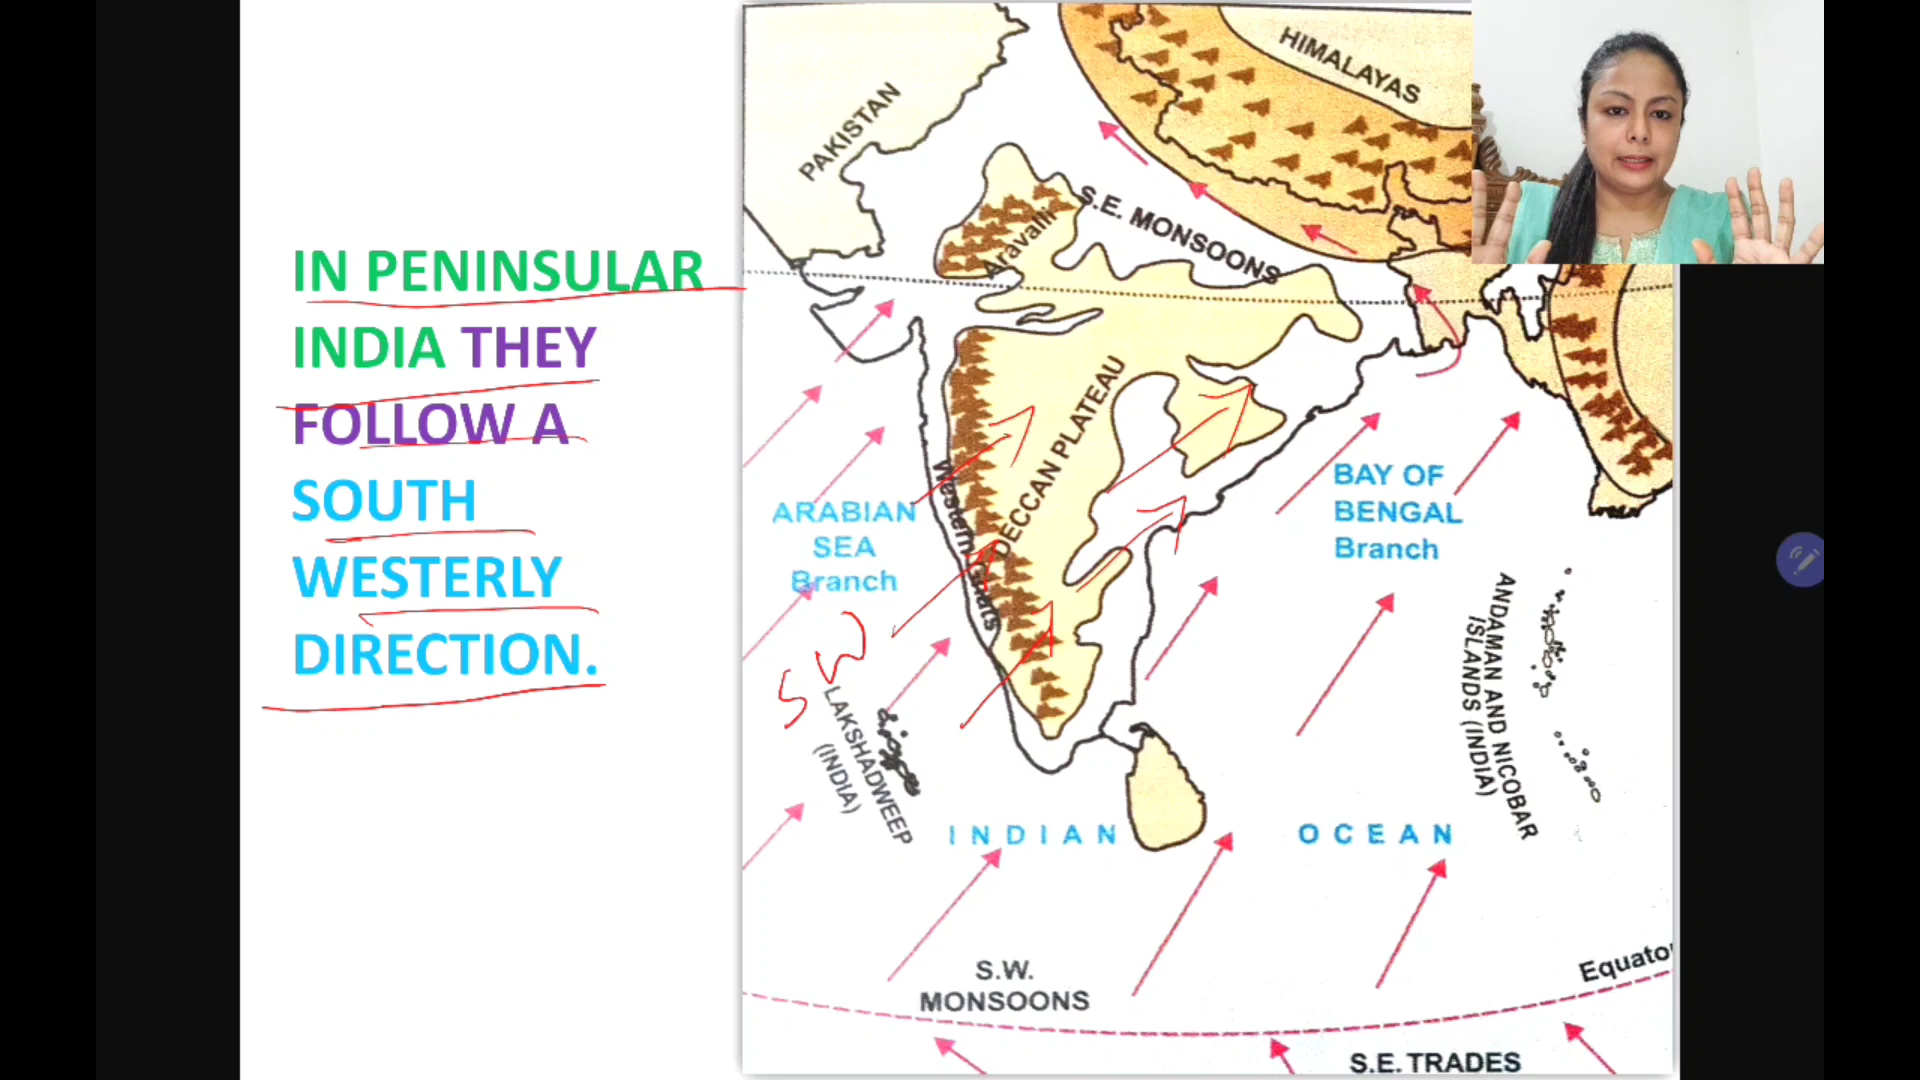 IN PENINSULAR
INDIA THEY
FOLLOW A
SOUTH
WESTERLY
DIRECTION.
HIMALAYAS
PAKISTAN
S.E. MONSOONS
Aravalli
DECCAN PLATEAU
Western Ghats
ARABIAN
SEA
Branch
BAY OF
BENGAL
Branch
SW
LAKSHADWEEP
(INDIA)
ANDAMAN AND NICOBAR
ISLANDS (INDIA)
INDIAN OCEAN
S.W.
MONSOONS
Equato
S.E. TRADES